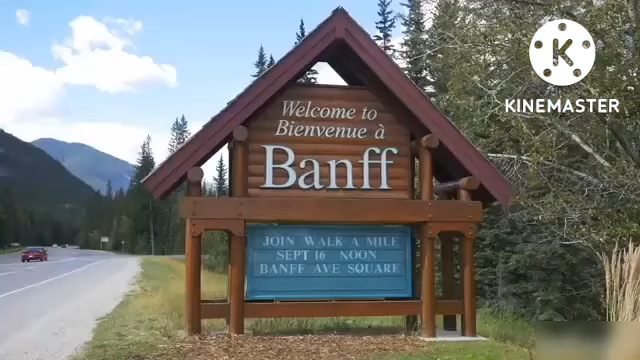 Welcome to
Bienvenue à
Banff
JOIN WALK A MILE
SEPT 16 NOON
BANFF AVE SQUARE
K
KINEMASTER